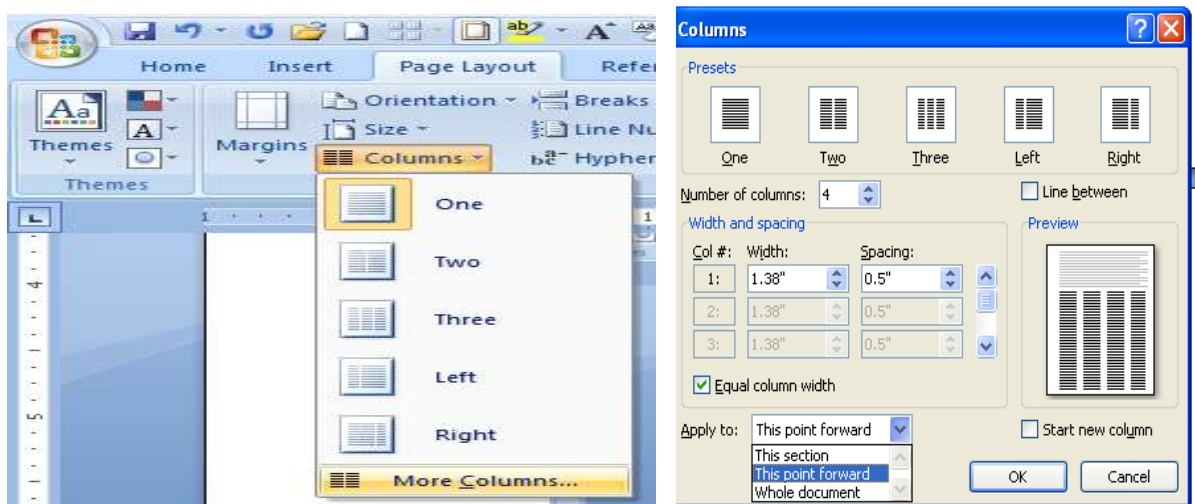 Home Insert Page Layout Refer
Aa
Themes
A
Margins
Orientation Breaks
Size Line Nu
Columns Hypher
Themes
One
Two
Three
Left
Right
More Columns...
Columns
Presets
One Two Three Left Right
Number of columns: 4 Line between
Width and spacing Preview
Col #: Width: Spacing:
1: 1.38" 0.5"
2: 1.38" 0.5"
3: 1.38" 0.5"
Equal column width
Apply to: This point forward Start new column
This section
This point forward
Whole document
OK Cancel